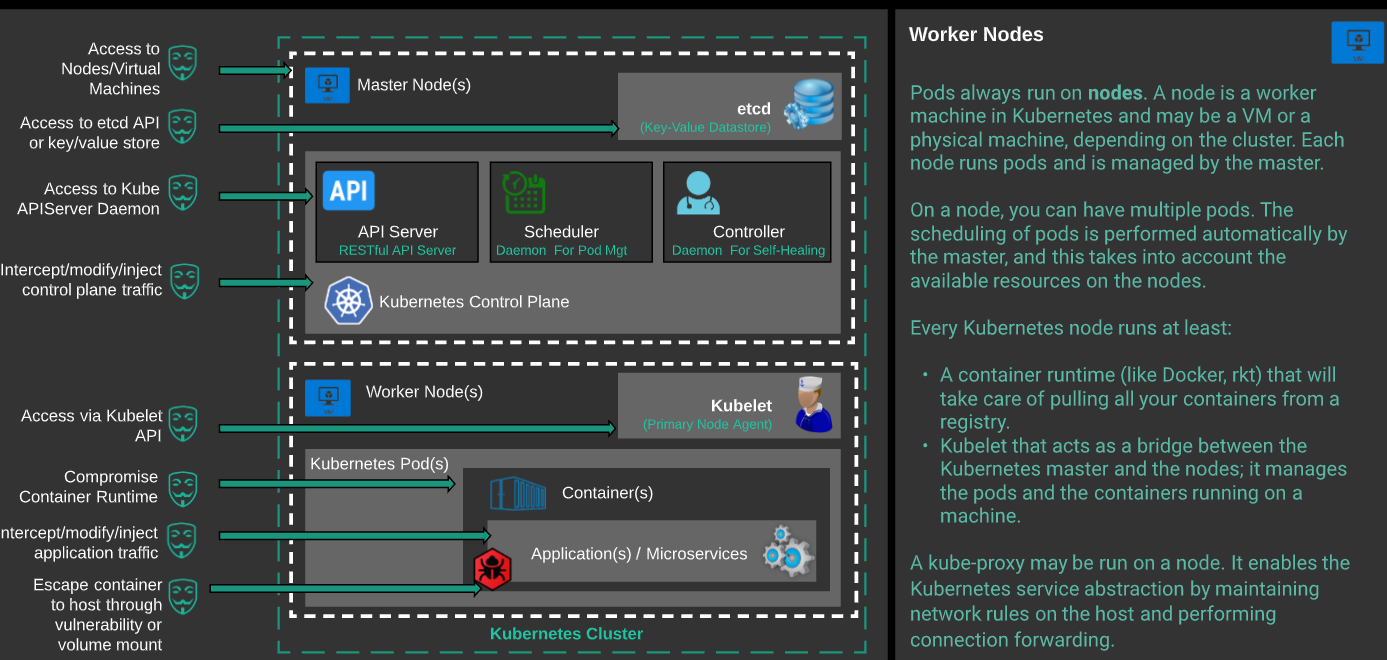 Access to
Nodes/Virtual
Machines
Access to etcd API
or key/value store
Access to Kube
APIServer Daemon
Intercept/modify/inject
control plane traffic
Access via Kubelet
API
Compromise
Container Runtime
ntercept/modify/inject
application traffic
Escape container
to host through
vulnerability or
volume mount
Master Node(s)
etcd
(Key-Value Datastore)
API
API Server
RESTful API Server
Scheduler
Daemon For Pod Mgt
Controller
Daemon For Self-Healing
Kubernetes Control Plane
Worker Node(s)
Kubelet
(Primary Node Agent)
Kubernetes Pod(s)
Container(s)
Application(s) / Microservices
Kubernetes Cluster
Worker Nodes
Pods always run on nodes. A node is a worker
machine in Kubernetes and may be a VM or a
physical machine, depending on the cluster. Each
node runs pods and is managed by the master.
On a node, you can have multiple pods. The
scheduling of pods is performed automatically by
the master, and this takes into account the
available resources on the nodes.
Every Kubernetes node runs at least:
• A container runtime (like Docker, rkt) that will
take care of pulling all your containers from a
registry.
• Kubelet that acts as a bridge between the
Kubernetes master and the nodes; it manages
the pods and the containers running on a
machine.
A kube-proxy may be run on a node. It enables the
Kubernetes service abstraction by maintaining
network rules on the host and performing
connection forwarding.